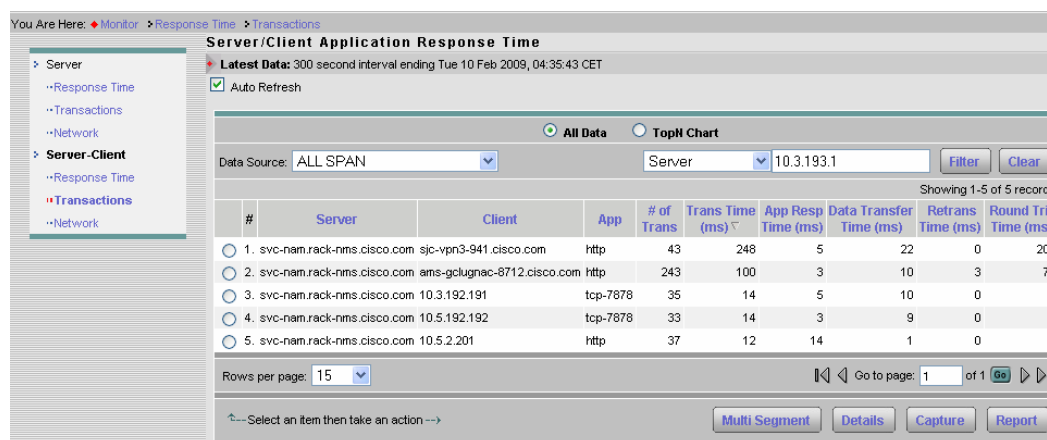 You Are Here: Monitor Response Time Transactions
Server/Client Application Response Time
Server
Response Time
Transactions
Network
Server-Client
Response Time
Transactions
Network
Latest Data: 300 second interval ending Tue 10 Feb 2009, 04:35:43 CET
Auto Refresh
All Data TopN Chart
Data Source: ALL SPAN Server 10.3.193.1 Filter Clear
Showing 1-5 of 5 record
# Server Client App # of Trans Trans Time (ms) App Resp Time (ms) Data Transfer Time (ms) Retrans Time (ms) Round Tri Time (ms
1. svc-nam.rack-nms.cisco.com sjc-vpn3-941.cisco.com http 43 248 5 22 0 20
2. svc-nam.rack-nms.cisco.com ams-gclugnac-8712.cisco.com http 243 100 3 10 3 7
3. svc-nam.rack-nms.cisco.com 10.3.192.191 tcp-7878 35 14 5 10 0
4. svc-nam.rack-nms.cisco.com 10.5.192.192 tcp-7878 33 14 3 9 0
5. svc-nam.rack-nms.cisco.com 10.5.2.201 http 37 12 14 1 0
Rows per page: 15 Go to page: 1 of 1 Go
Select an item then take an action --> Multi Segment Details Capture Report